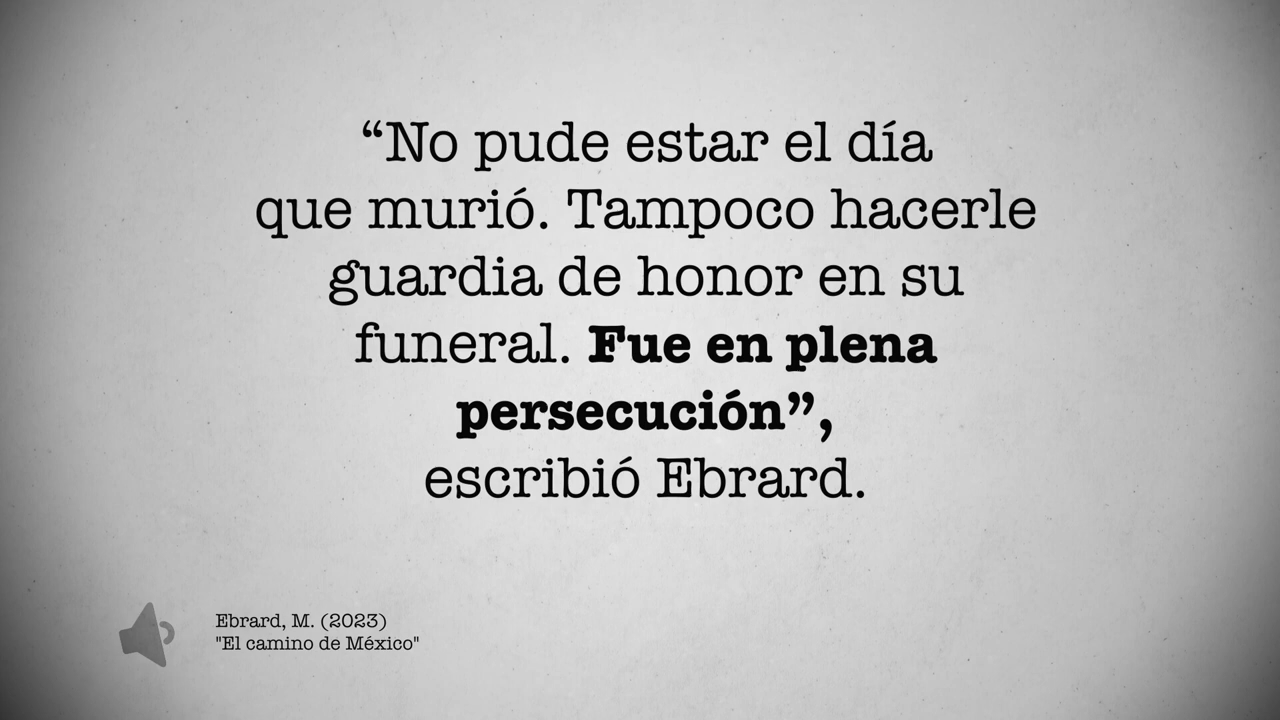 “No pude estar el día
que murió. Tampoco hacerle
guardia de honor en su
funeral. Fue en plena
persecución”,
escribió Ebrard.
Ebrard, M. (2023)
"El camino de México"